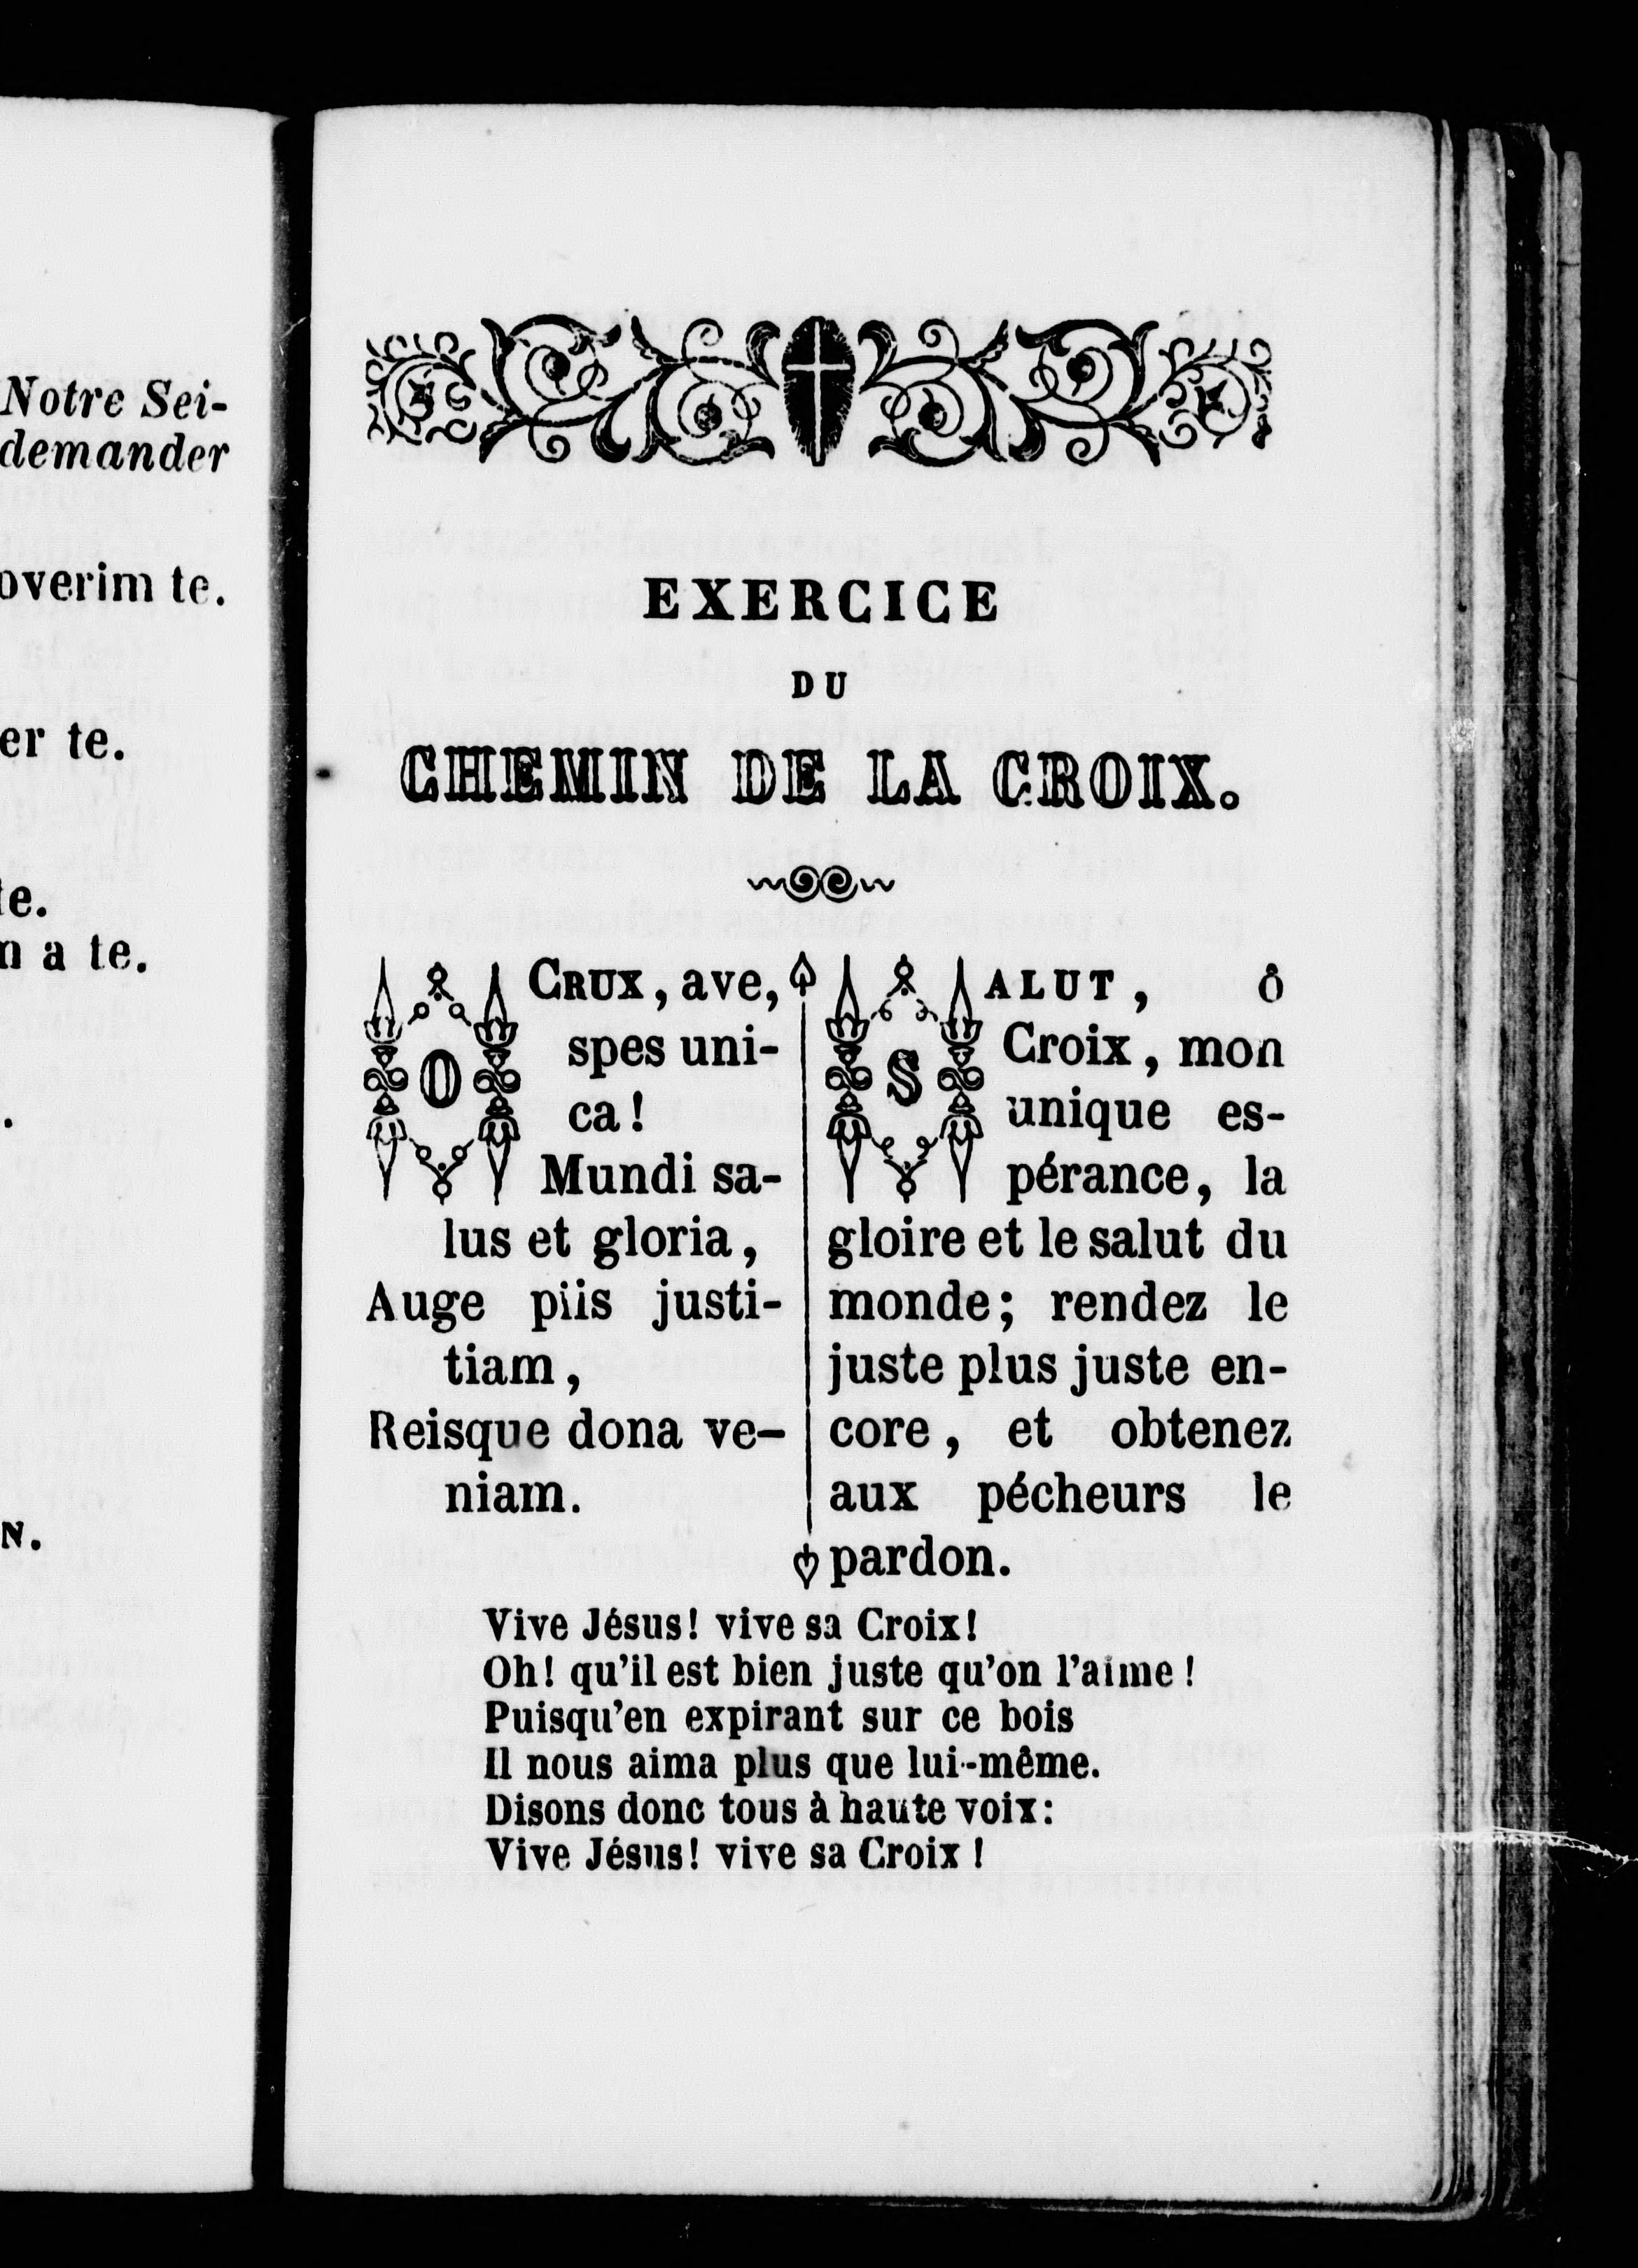 Notre Sei-
demander
overim te.
er te.
te.
a te.
N.
EXERCICE
DU
CHEMIN DE LA CROIX.
O CRUX, ave,
spes uni-
ca!
Mundi sa-
lus et gloria,
Auge piis justi-
tiam,
Reisque dona ve-
niam.
SALUT, ô
Croix, mon
unique es-
pérance, la
gloire et le salut du
monde; rendez le
juste plus juste en-
core, et obtenez
aux pécheurs le
pardon.
Vive Jésus! vive sa Croix!
Oh! qu'il est bien juste qu'on l'aime!
Puisqu'en expirant sur ce bois
Il nous aima plus que lui-même.
Disons donc tous à haute voix:
Vive Jésus! vive sa Croix!